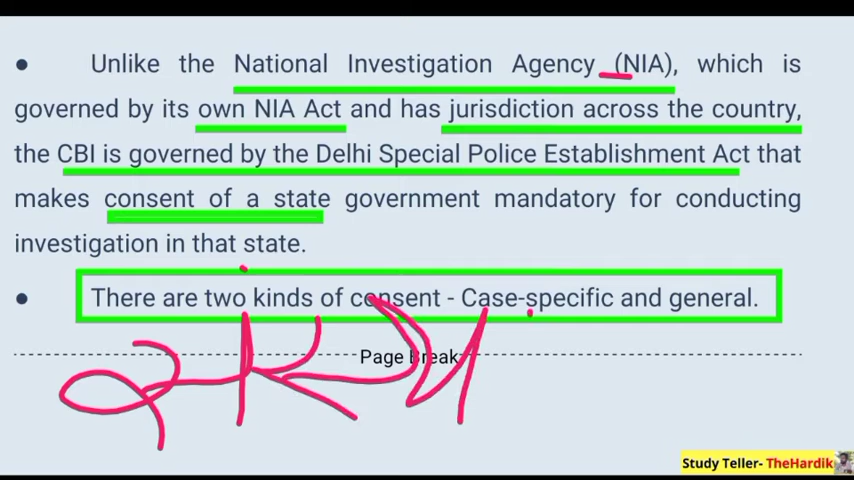 ● Unlike the National Investigation Agency (NIA), which is
governed by its own NIA Act and has jurisdiction across the country,
the CBI is governed by the Delhi Special Police Establishment Act that
makes consent of a state government mandatory for conducting
investigation in that state.
● There are two kinds of consent - Case-specific and general.
Page Break
Study Teller- TheHardik